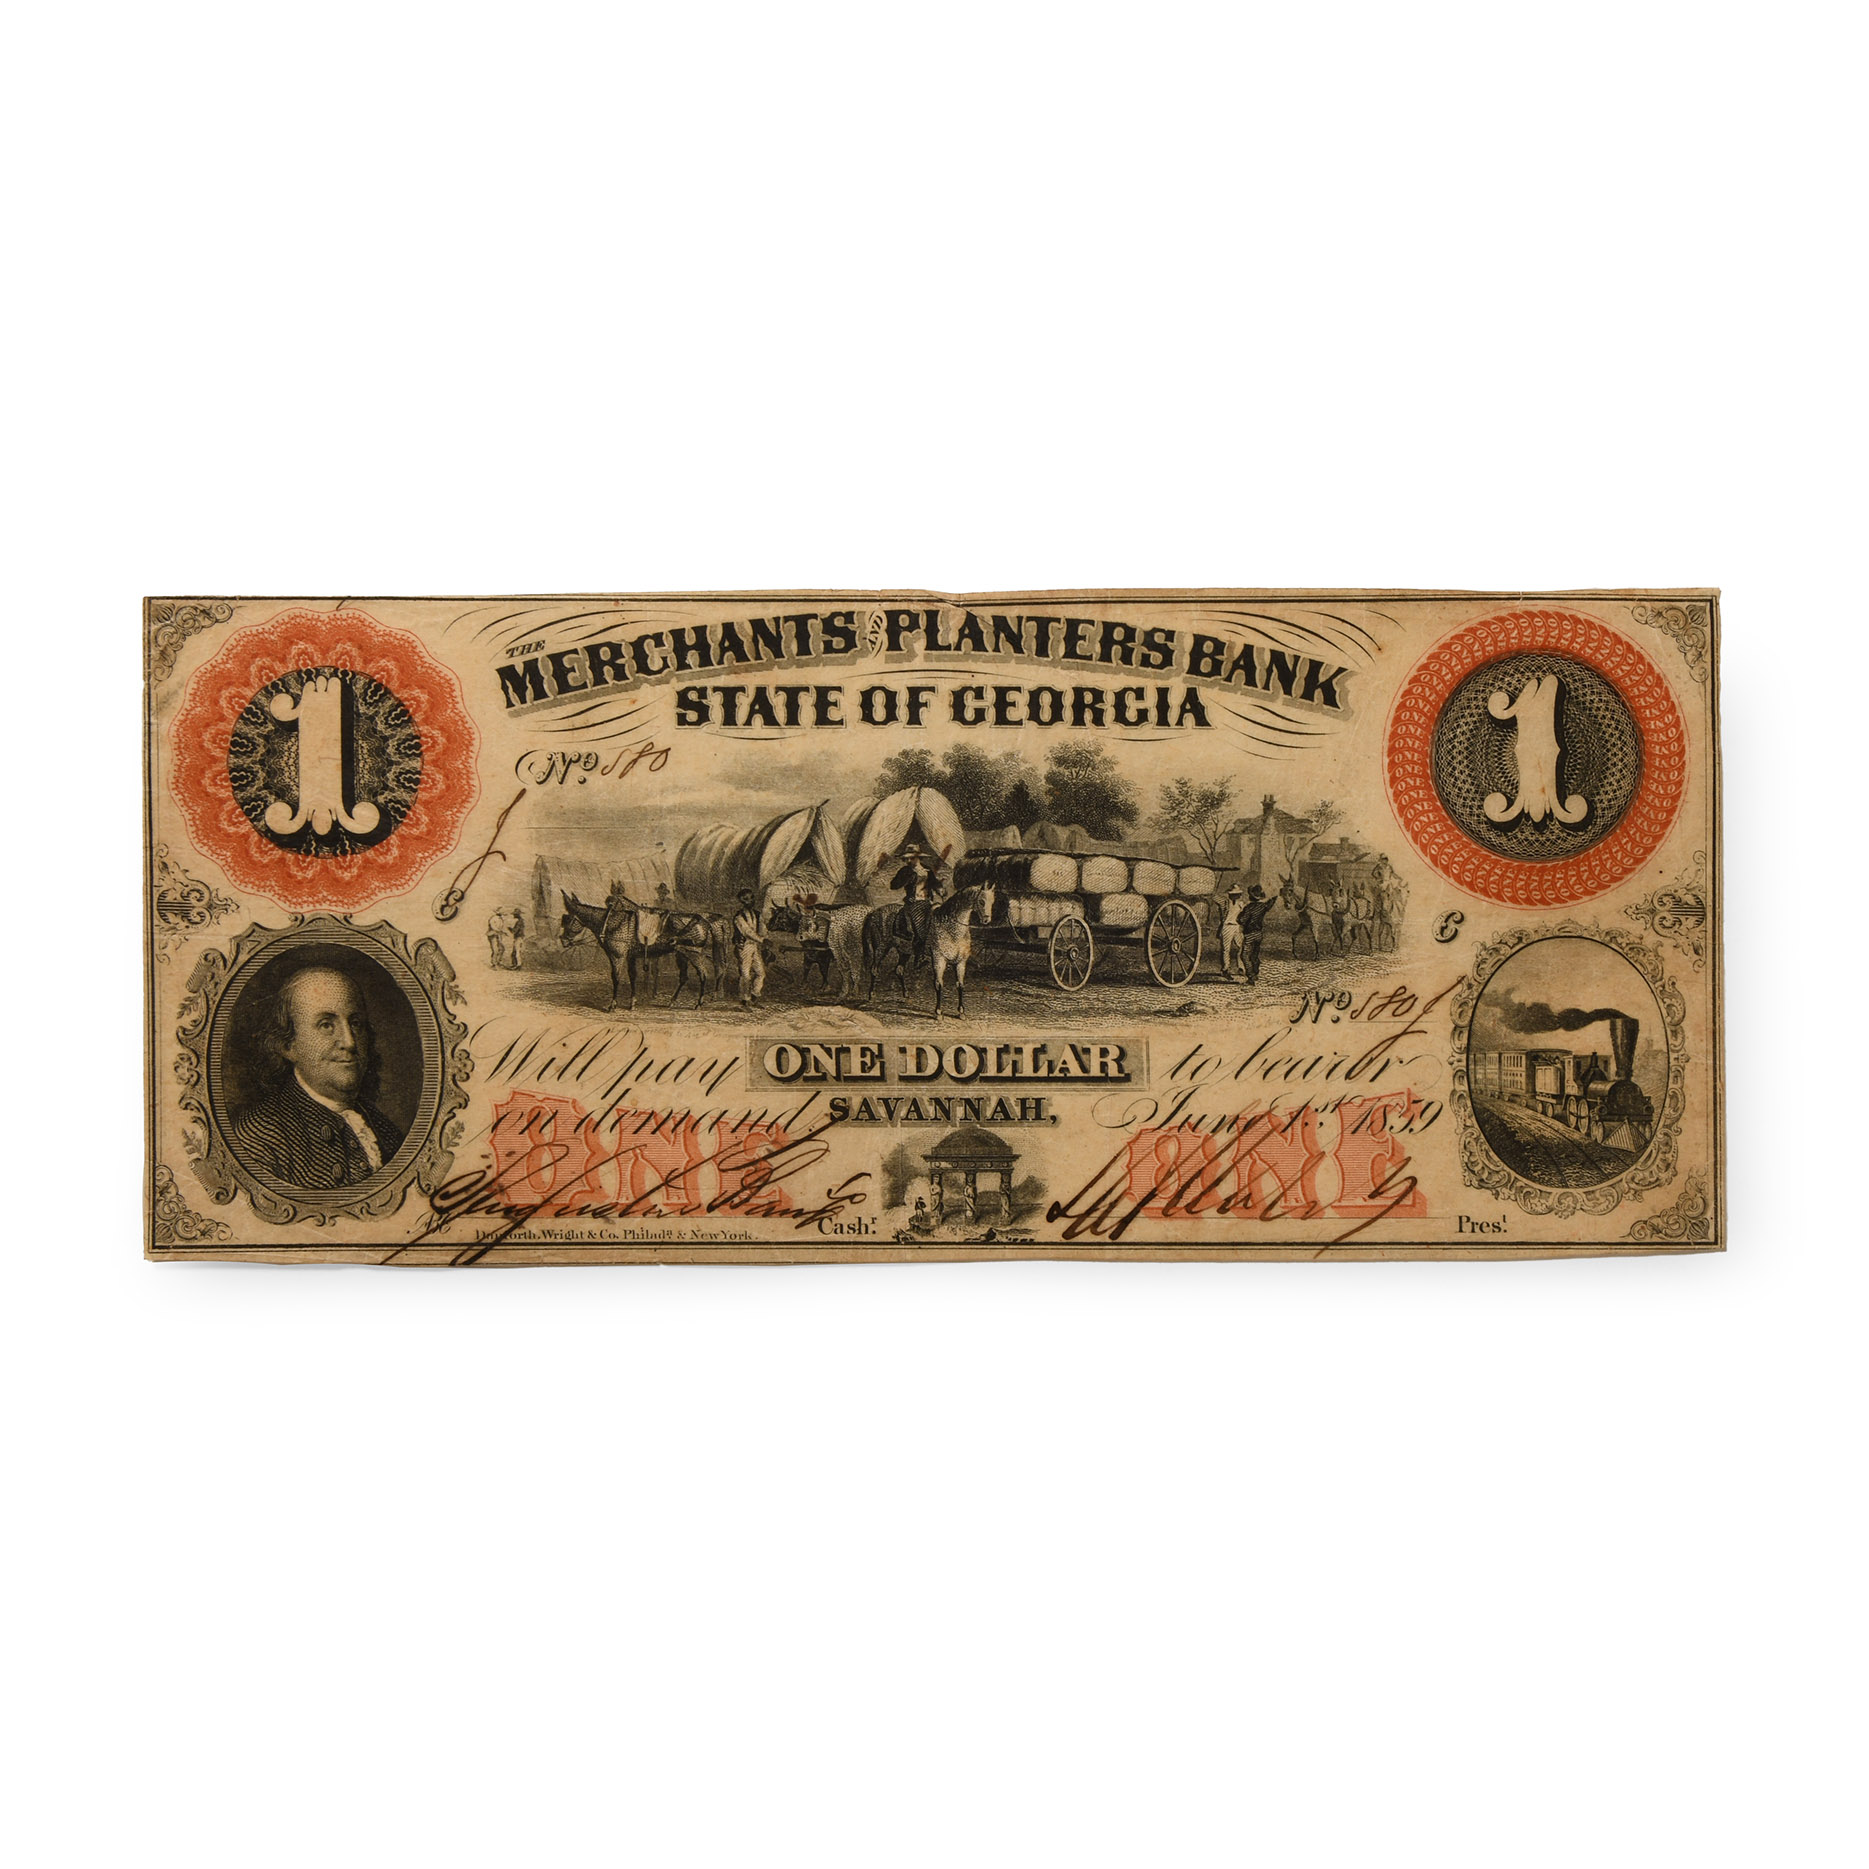 THE MERCHANTS AND PLANTERS BANK
STATE OF GEORGIA
1
1
No. 580
No. 580
C
C
Will pay ONE DOLLAR to bearer
on demand. SAVANNAH, June 1st. 1859
ONE
ONE
Cashr.
Prest.
Danforth, Wright & Co. Philada. & New York.